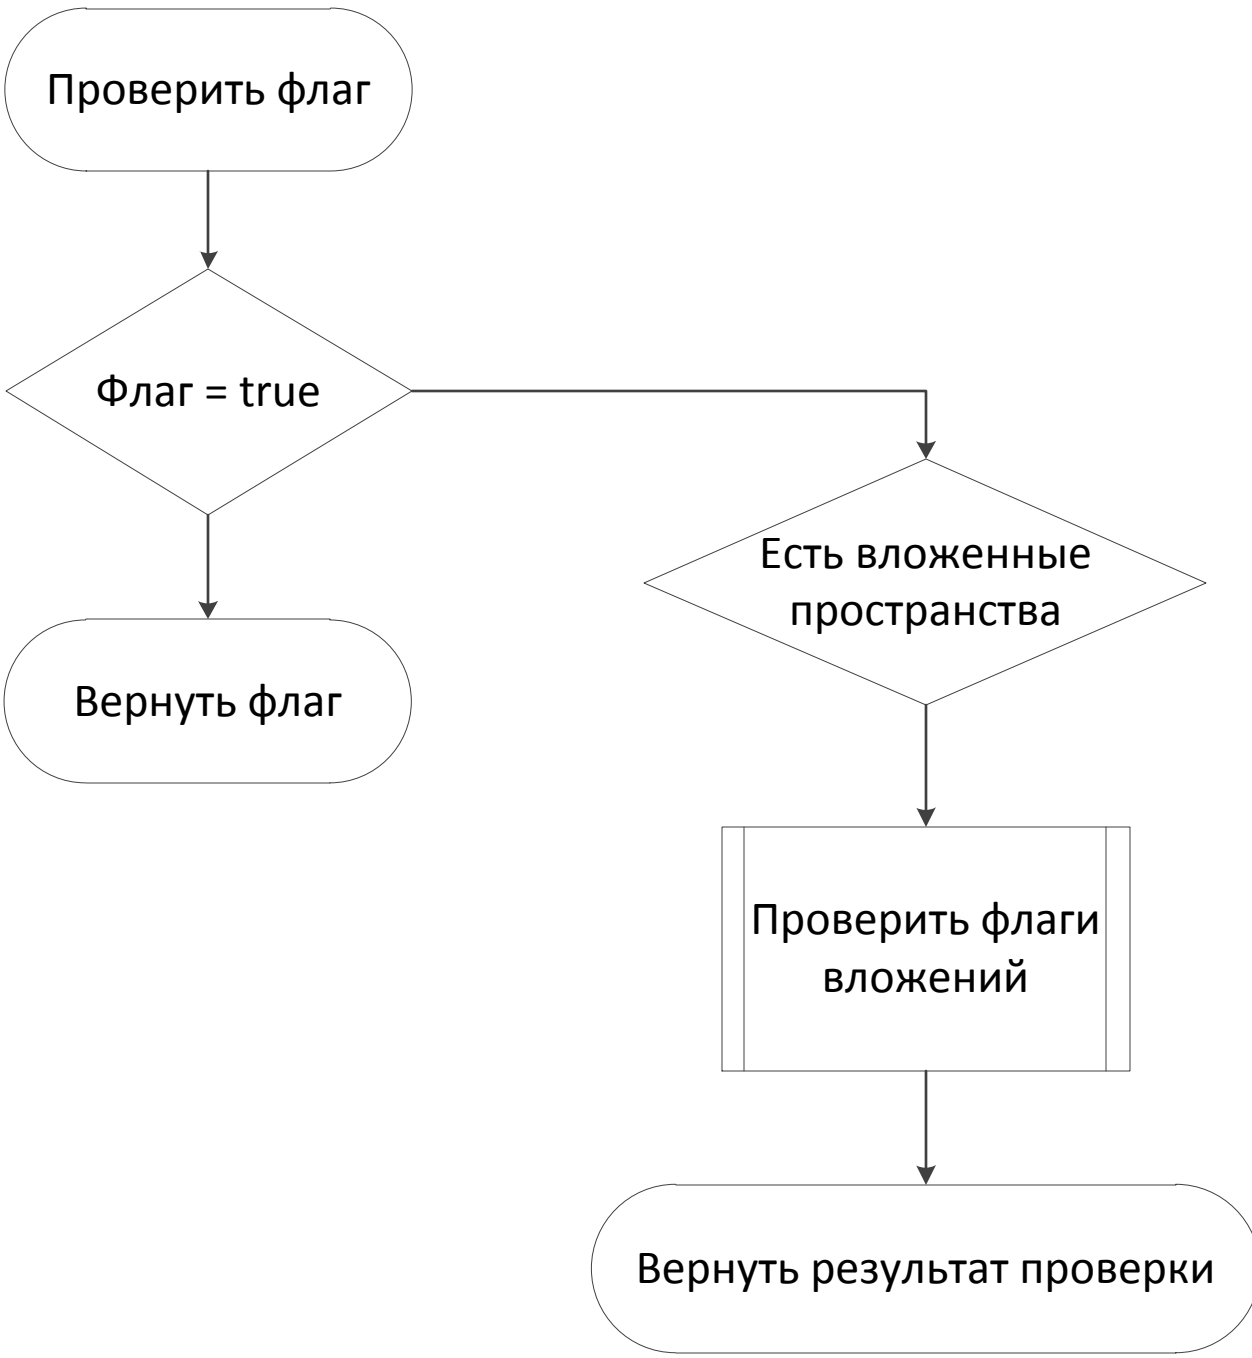 Проверить флаг
Флаг = true
Есть вложенные
пространства
Вернуть флаг
Проверить флаги
вложений
Вернуть результат проверки